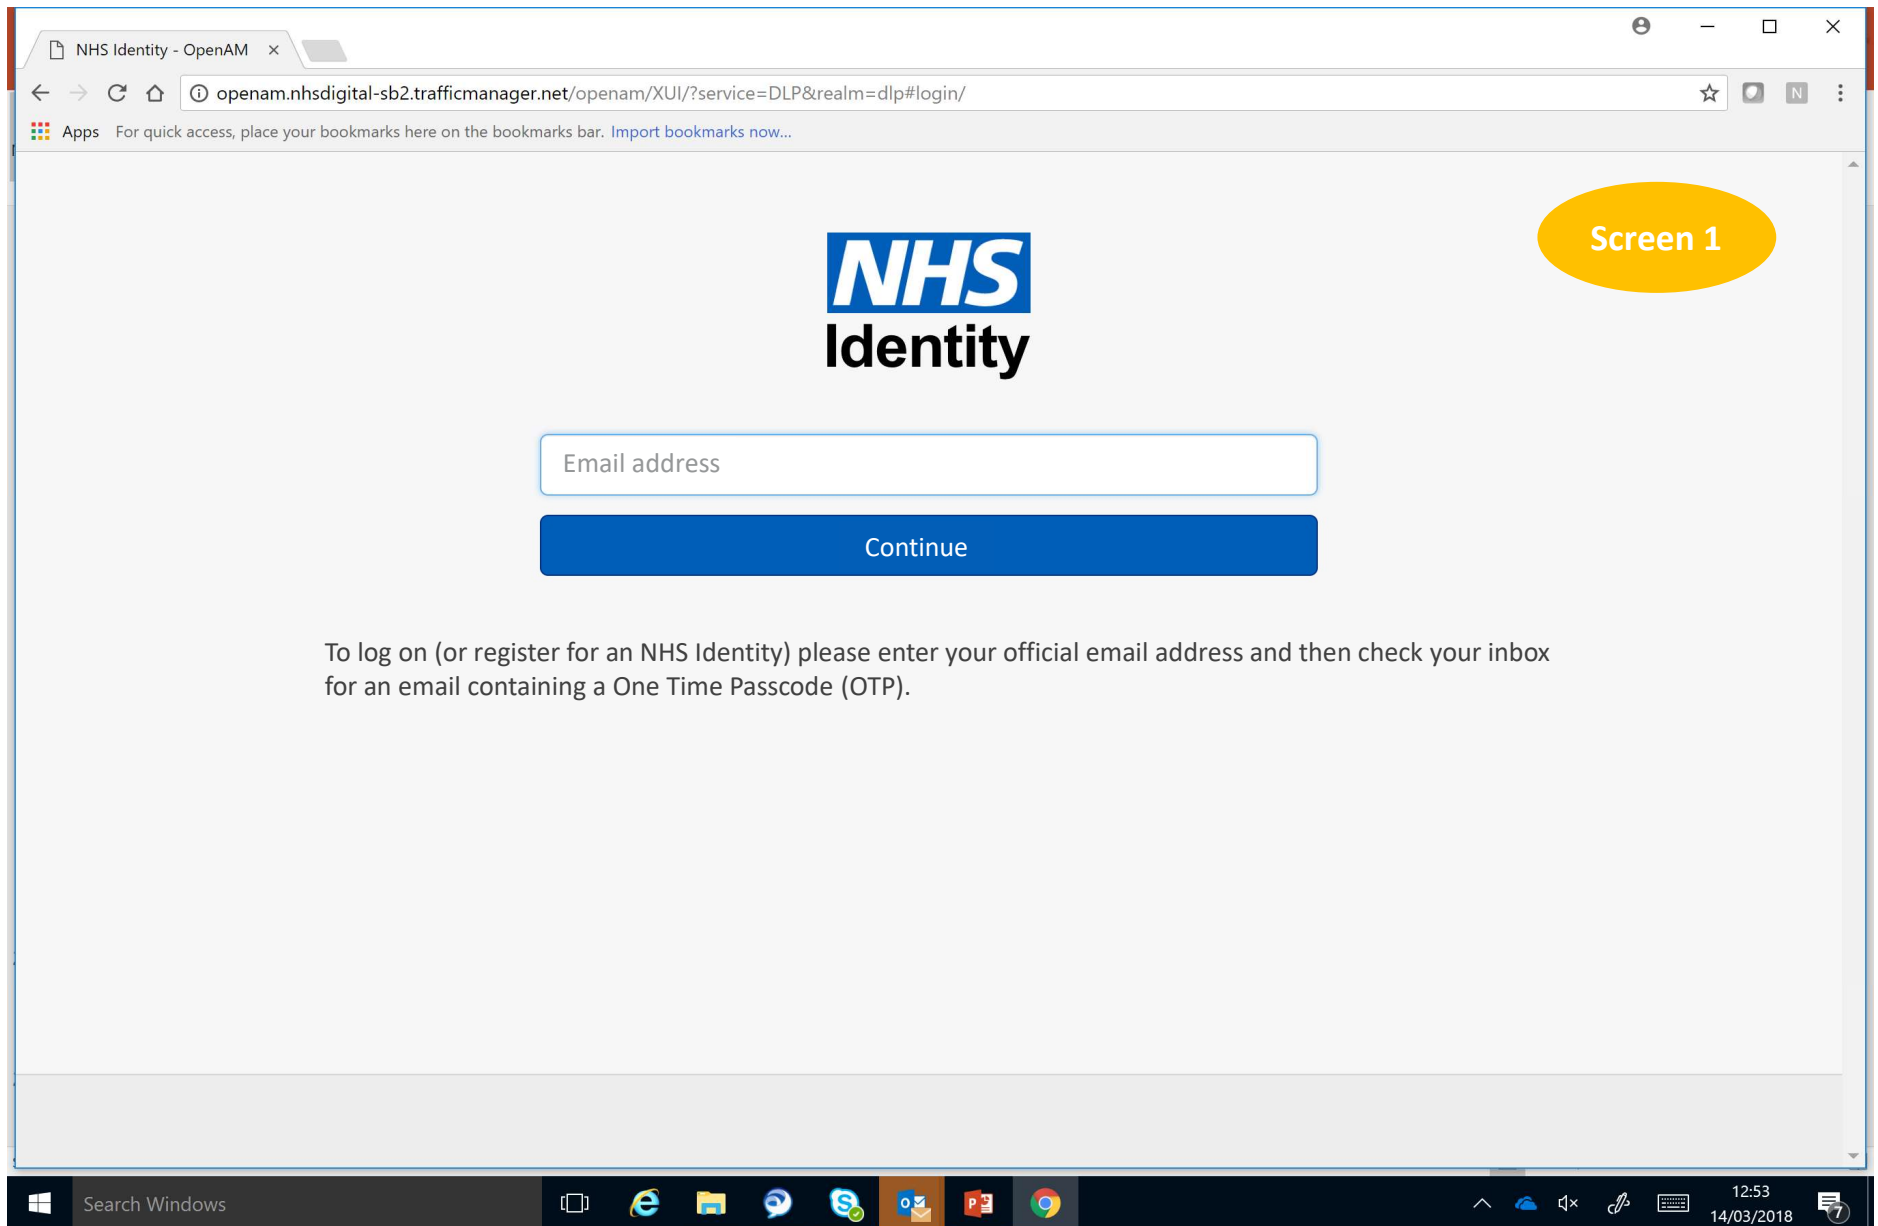 NHS Identity - OpenAM
openam.nhsdigital-sb2.trafficmanager.net/openam/XUI/?service=DLP&realm=dlp#login/
Apps For quick access, place your bookmarks here on the bookmarks bar. Import bookmarks now...
Screen 1
NHS
Identity
Email address
Continue
To log on (or register for an NHS Identity) please enter your official email address and then check your inbox
for an email containing a One Time Passcode (OTP).
Search Windows
12:53
14/03/2018
7